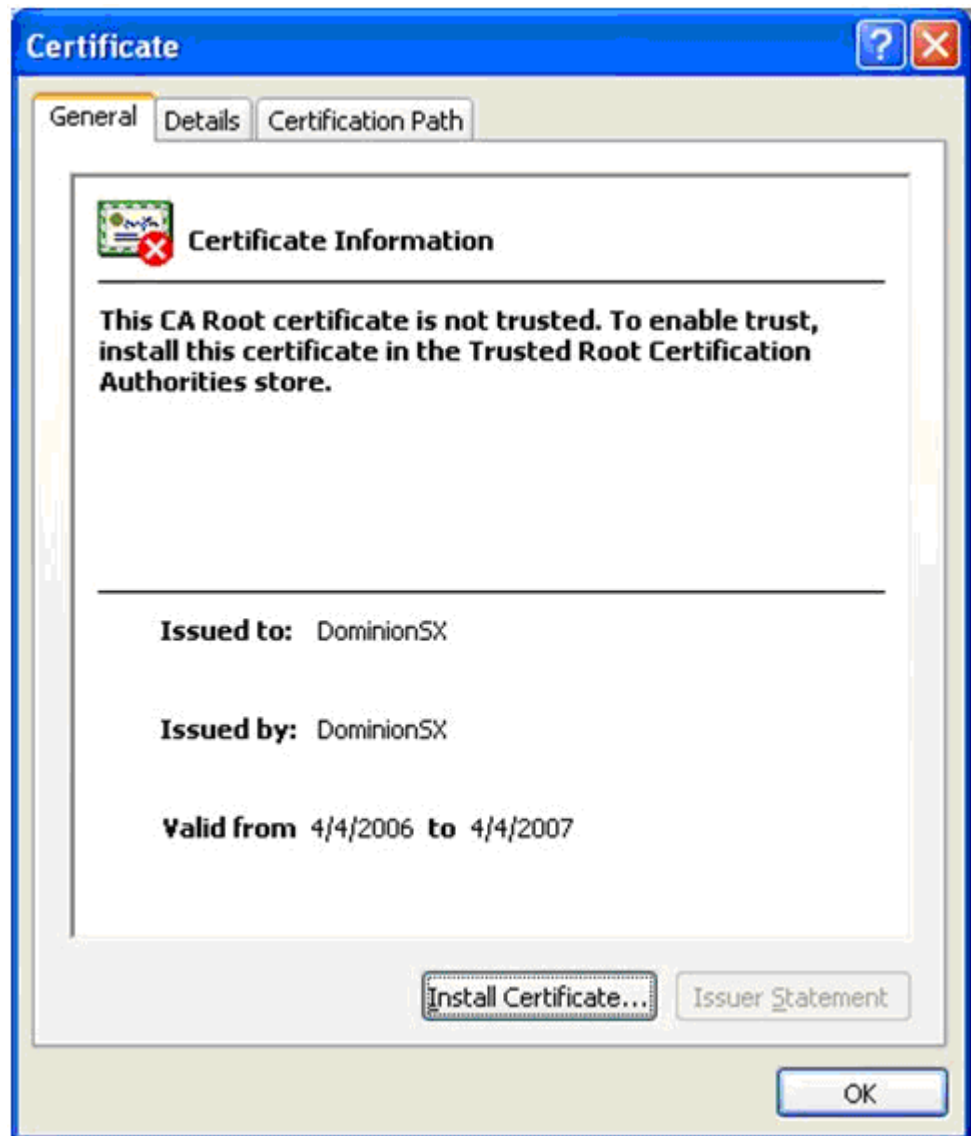 Certificate
General Details Certification Path
Certificate Information
This CA Root certificate is not trusted. To enable trust,
install this certificate in the Trusted Root Certification
Authorities store.
Issued to: DominionSX
Issued by: DominionSX
Valid from 4/4/2006 to 4/4/2007
Install Certificate... Issuer Statement
OK